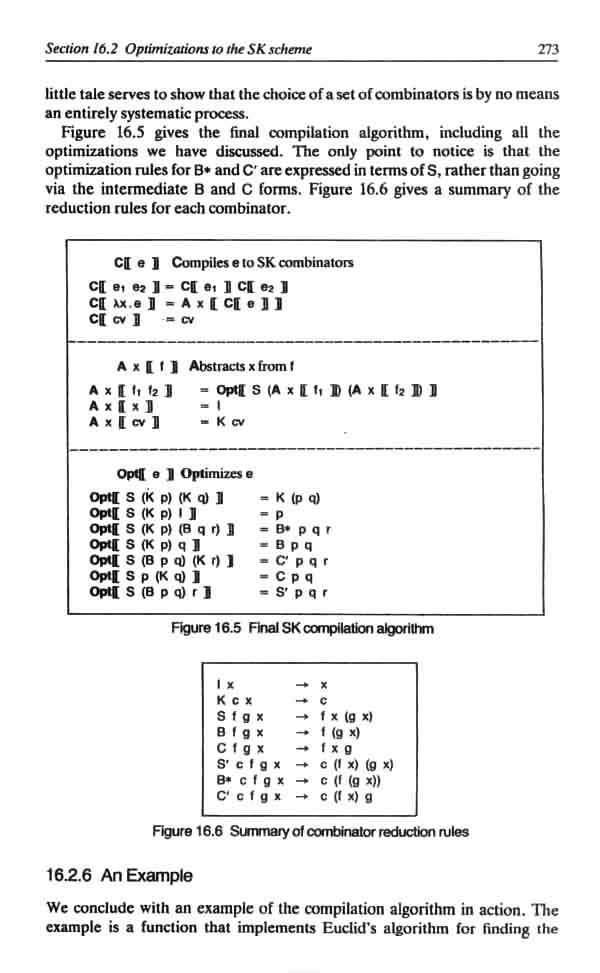 Section 16.2 Optimizations to the SK scheme 273
little tale serves to show that the choice of a set of combinators is by no means
an entirely systematic process.
Figure 16.5 gives the final compilation algorithm, including all the
optimizations we have discussed. The only point to notice is that the
optimization rules for B* and C' are expressed in terms of S, rather than going
via the intermediate B and C forms. Figure 16.6 gives a summary of the
reduction rules for each combinator.
C⟦ e ⟧ Compiles e to SK combinators
C⟦ e₁ e₂ ⟧ = C⟦ e₁ ⟧ C⟦ e₂ ⟧
C⟦ λx.e ⟧ = A x ⟦ C⟦ e ⟧ ⟧
C⟦ cv ⟧ = cv
A x ⟦ f ⟧ Abstracts x from f
A x ⟦ f₁ f₂ ⟧ = Opt⟦ S (A x ⟦ f₁ ⟧) (A x ⟦ f₂ ⟧) ⟧
A x ⟦ x ⟧ = I
A x ⟦ cv ⟧ = K cv
Opt⟦ e ⟧ Optimizes e
Opt⟦ S (K p) (K q) ⟧ = K (p q)
Opt⟦ S (K p) I ⟧ = p
Opt⟦ S (K p) (B q r) ⟧ = B* p q r
Opt⟦ S (K p) q ⟧ = B p q
Opt⟦ S (B p q) (K r) ⟧ = C' p q r
Opt⟦ S p (K q) ⟧ = C p q
Opt⟦ S (B p q) r ⟧ = S' p q r
Figure 16.5 Final SK compilation algorithm
I x → x
K c x → c
S f g x → f x (g x)
B f g x → f (g x)
C f g x → f x g
S' c f g x → c (f x) (g x)
B* c f g x → c (f (g x))
C' c f g x → c (f x) g
Figure 16.6 Summary of combinator reduction rules
16.2.6 An Example
We conclude with an example of the compilation algorithm in action. The
example is a function that implements Euclid's algorithm for finding the